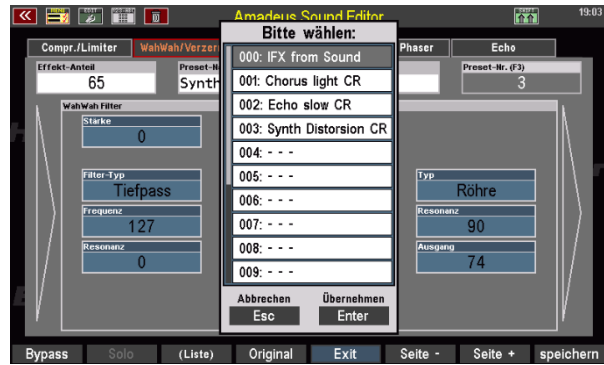 Amadeus Sound Editor
19:03
Bitte wählen:
Compr./Limiter
WahWah/Verzer
Phaser
Echo
Effekt-Anteil
65
Preset-N
Synth
Preset-Nr. (F3)
3
WahWah Filter
Stärke
0
Filter-Typ
Tiefpass
Frequenz
127
Resonanz
0
000: IFX from Sound
001: Chorus light CR
002: Echo slow CR
003: Synth Distorsion CR
004: - - -
005: - - -
006: - - -
007: - - -
008: - - -
009: - - -
Abbrechen
Übernehmen
Esc
Enter
Typ
Röhre
Resonanz
90
Ausgang
74
Bypass
Solo
(Liste)
Original
Exit
Seite -
Seite +
speichern